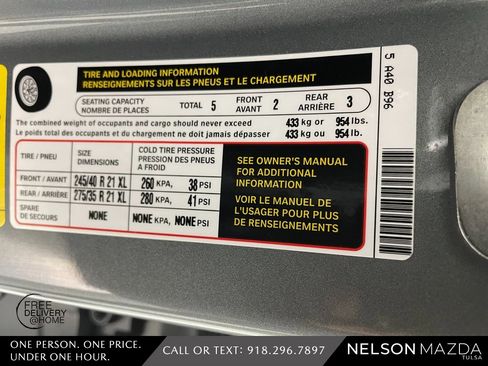 TIRE AND LOADING INFORMATION
RENSEIGNEMENTS SUR LES PNEUS ET LE CHARGEMENT
SEATING CAPACITY
NOMBRE DE PLACES
TOTAL 5
FRONT
AVANT 2
REAR
ARRIÈRE 3
The combined weight of occupants and cargo should never exceed 433 kg or 954 lbs.
Le poids total des occupants et du chargement ne doit jamais dépasser 433 kg ou 954 lb.
TIRE / PNEU
SIZE
DIMENSIONS
COLD TIRE PRESSURE
PRESSION DES PNEUS
A FROID
FRONT / AVANT 245/40 R 21 XL 260 KPA, 38 PSI
REAR / ARRIÈRE 275/35 R 21 XL 280 KPA, 41 PSI
SPARE
DE SECOURS
NONE NONE KPA, NONE PSI
SEE OWNER'S MANUAL
FOR ADDITIONAL
INFORMATION
VOIR LE MANUEL DE
L'USAGER POUR PLUS
DE RENSEIGNEMENTS
5 A40 B96
FREE
DELIVERY
@HOME
ONE PERSON. ONE PRICE.
UNDER ONE HOUR.
CALL OR TEXT: 918.296.7897
NELSON MAZDA
TULSA